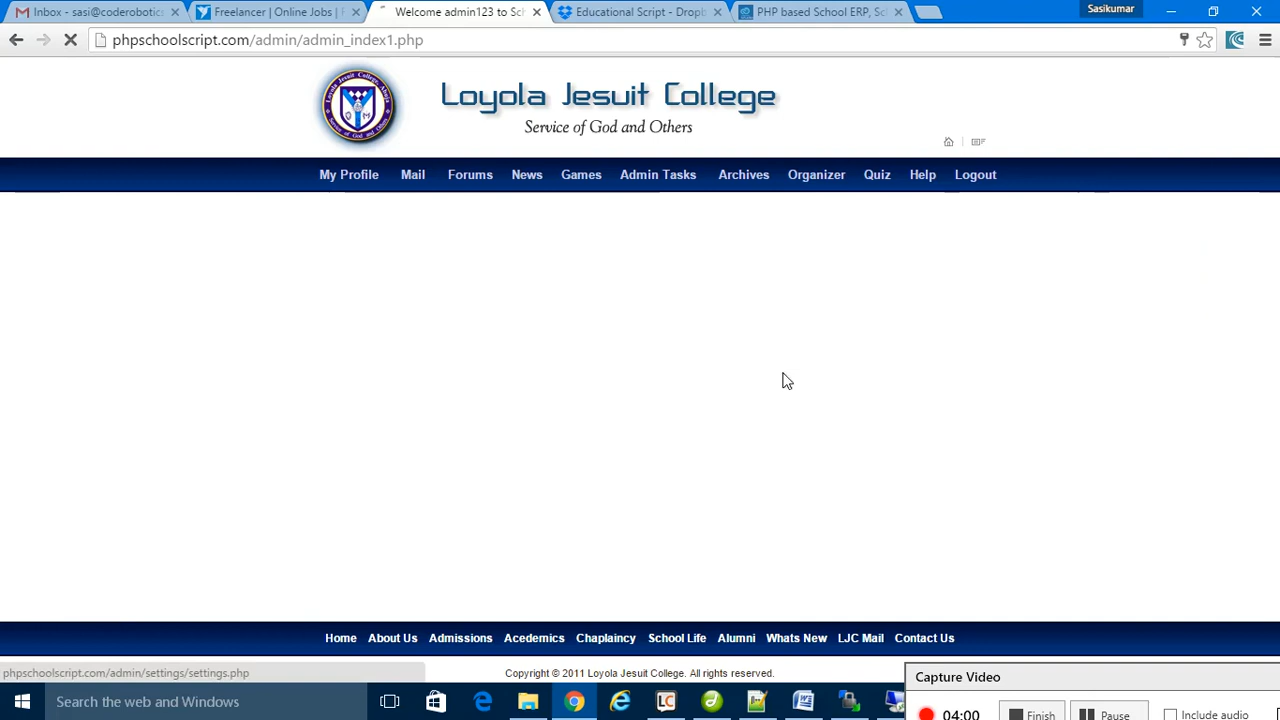 Inbox - sasi@coderobotic
Freelancer | Online Jobs |
Welcome admin123 to Sch
Educational Script - Dropb
PHP based School ERP, Sc
Sasikumar
phpschoolscript.com/admin/admin_index1.php
Loyola Jesuit College
Service of God and Others
My Profile Mail Forums News Games Admin Tasks Archives Organizer Quiz Help Logout
Home About Us Admissions Acedemics Chaplaincy School Life Alumni Whats New LJC Mail Contact Us
phpschoolscript.com/admin/settings/settings.php
Copyright © 2011 Loyola Jesuit College. All rights reserved.
Capture Video
Search the web and Windows
LC
04:00 Finish Pause Include audio